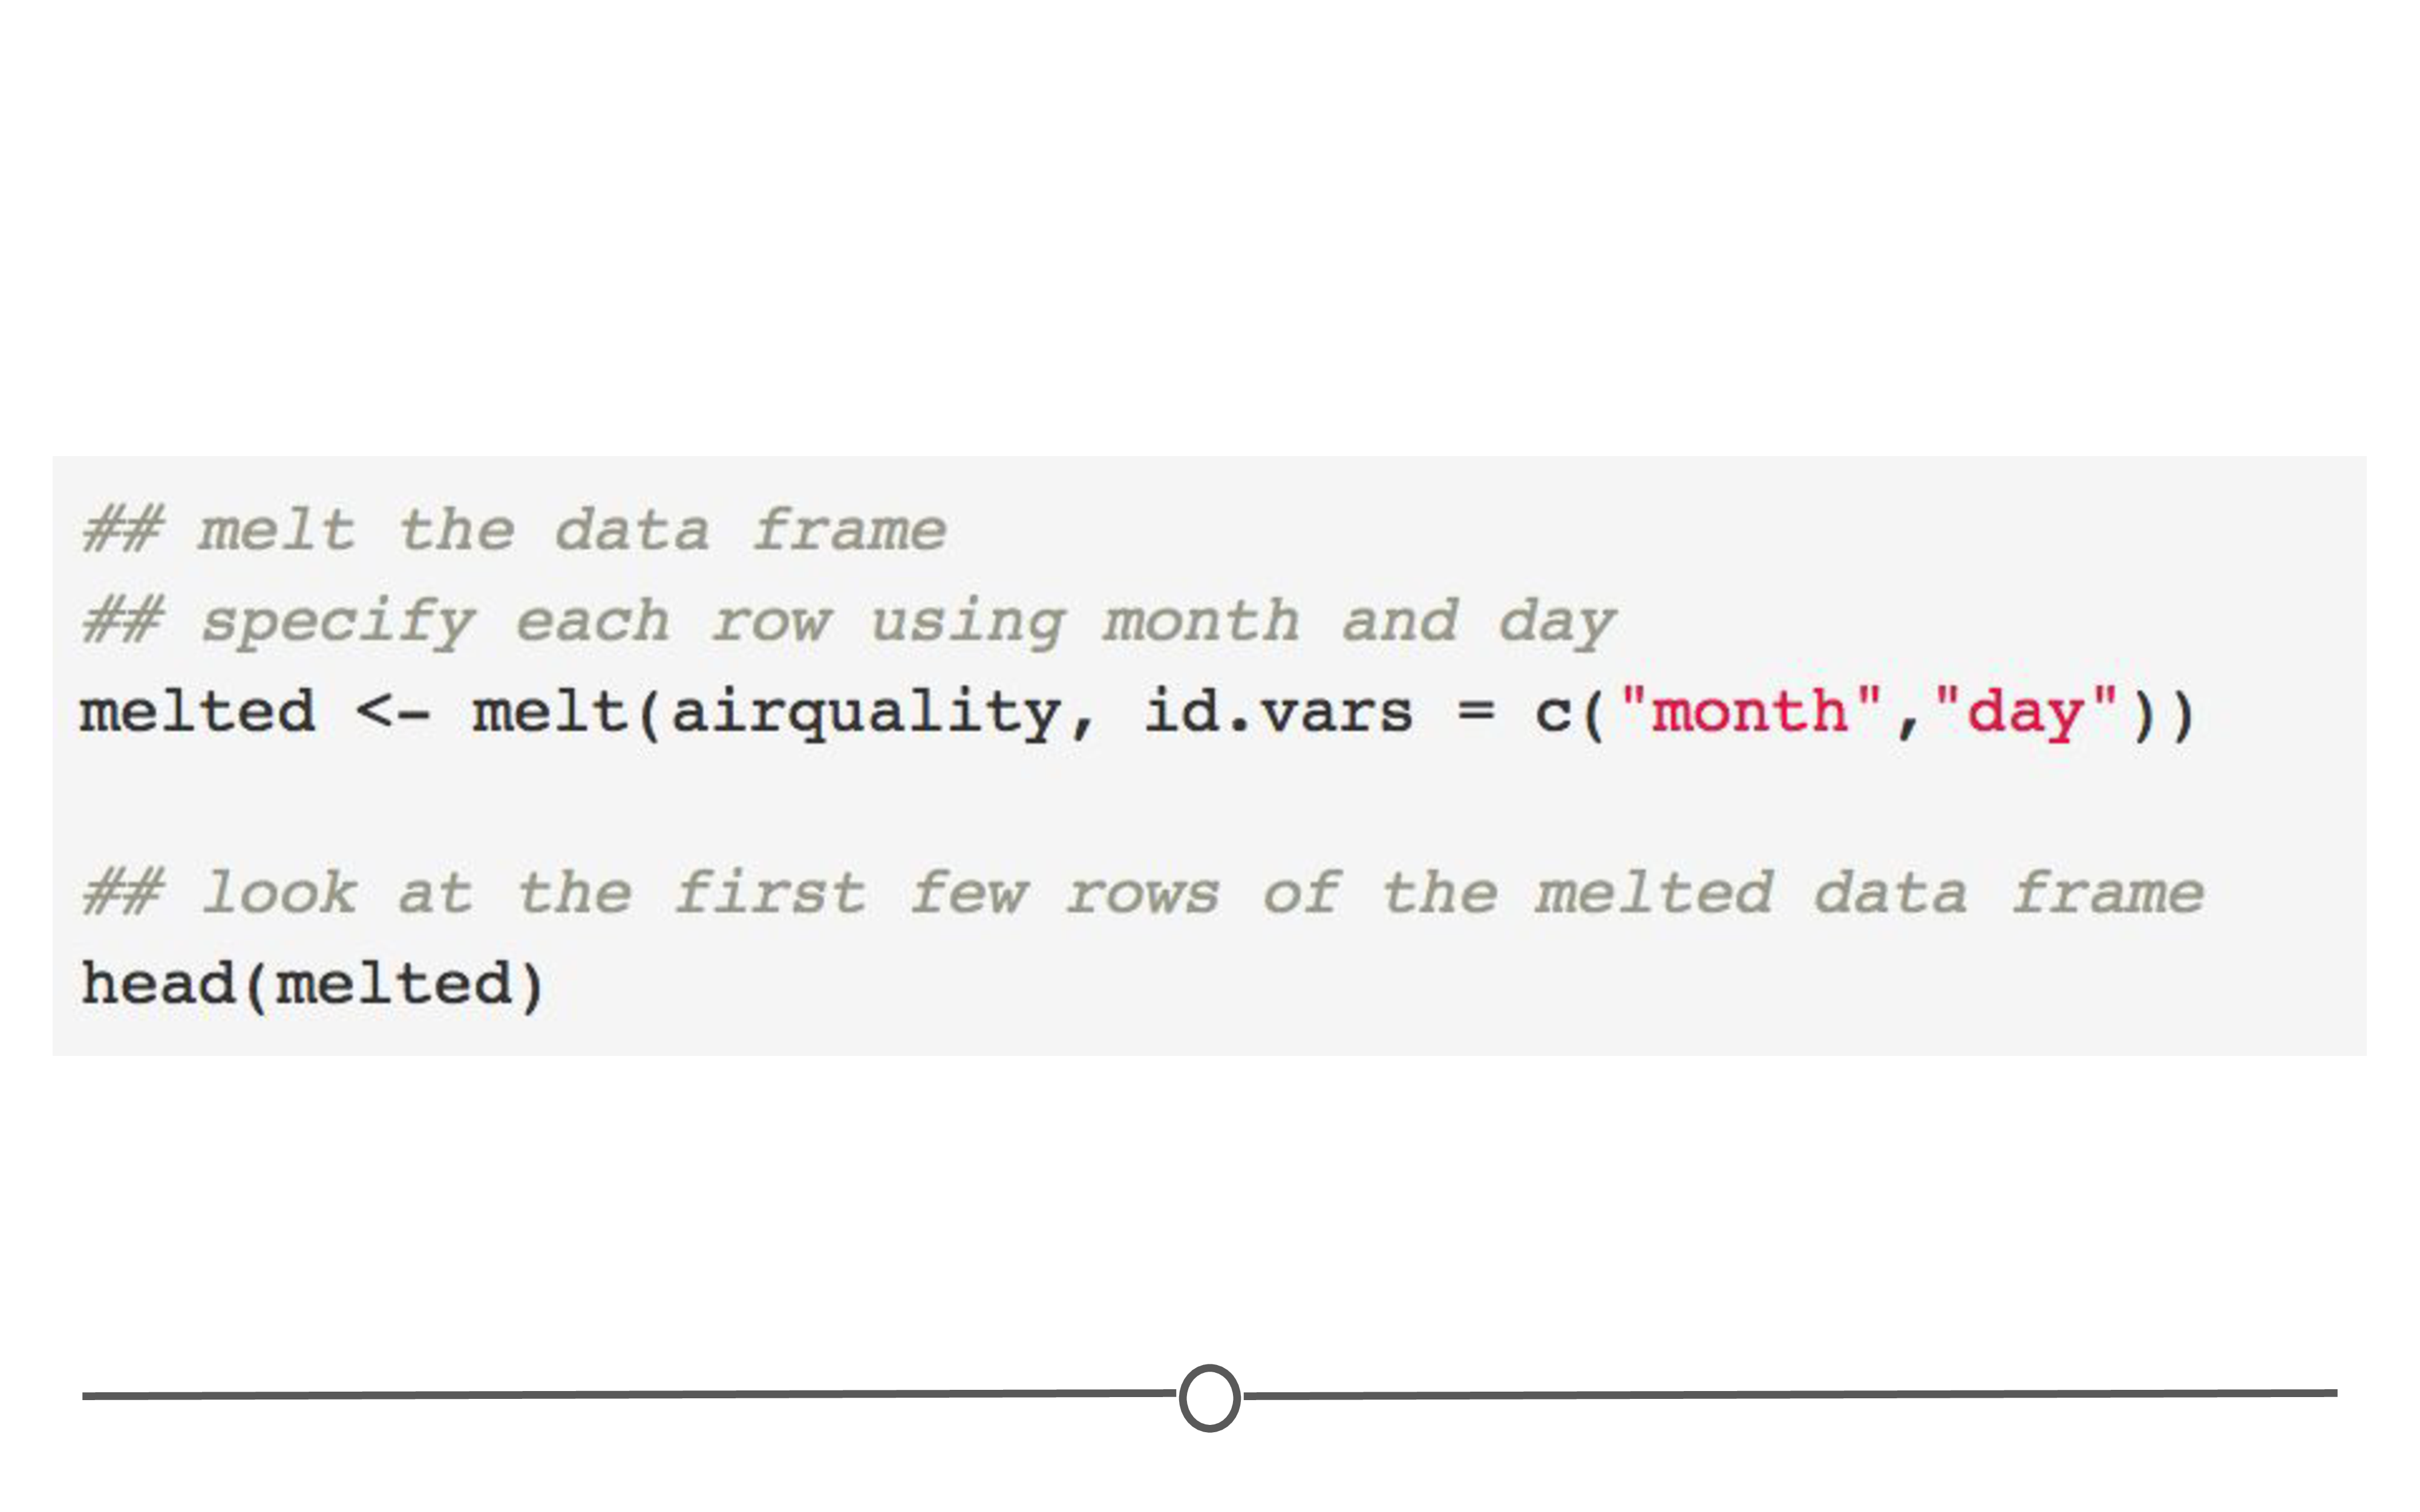 ## melt the data frame
## specify each row using month and day
melted <- melt(airquality, id.vars = c("month","day"))
## look at the first few rows of the melted data frame
head(melted)